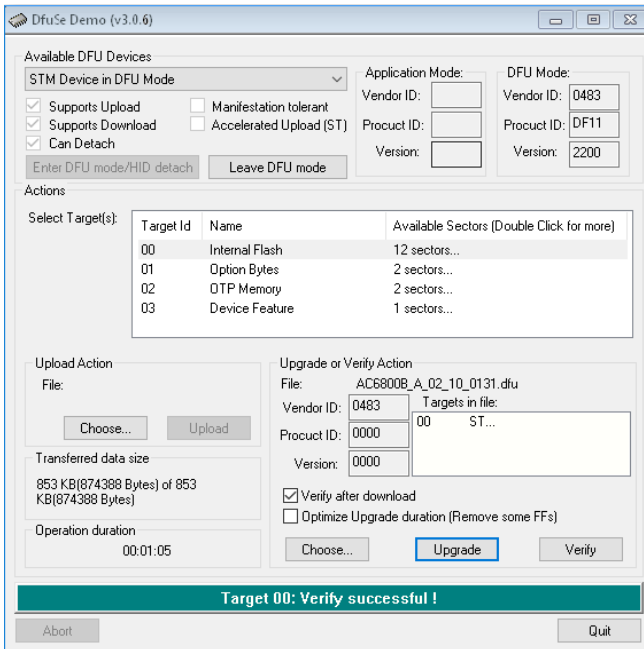 DfuSe Demo (v3.0.6)
Available DFU Devices
STM Device in DFU Mode
Supports Upload
Manifestation tolerant
Supports Download
Accelerated Upload (ST)
Can Detach
Enter DFU mode/HID detach
Leave DFU mode
Application Mode:
Vendor ID:
Procuct ID:
Version:
DFU Mode:
Vendor ID: 0483
Procuct ID: DF11
Version: 2200
Actions
Select Target(s):
Target Id Name Available Sectors (Double Click for more)
00 Internal Flash 12 sectors...
01 Option Bytes 2 sectors...
02 OTP Memory 2 sectors...
03 Device Feature 1 sectors...
Upload Action
File:
Choose... Upload
Transferred data size
853 KB(874388 Bytes) of 853
KB(874388 Bytes)
Operation duration
00:01:05
Upgrade or Verify Action
File: AC6800B_A_02_10_0131.dfu
Vendor ID: 0483
Procuct ID: 0000
Version: 0000
Targets in file:
00 ST...
Verify after download
Optimize Upgrade duration (Remove some FFs)
Choose... Upgrade Verify
Target 00: Verify successful !
Abort Quit